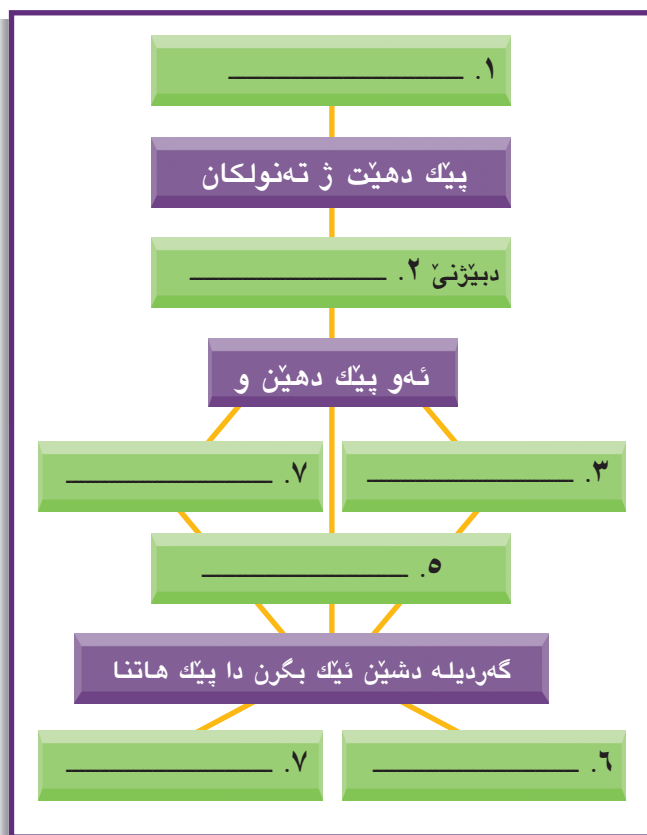 ١. ____________
پێك دهێت ژ تەنولکان
دبێژنێ ٢. ____________
ئەو پێك دهێن و
٣. ____________
٧. ____________
٥. ____________
گەردیلە دشێن ئێك بگرن دا پێك هاتنا
٦. ____________
٧. ____________